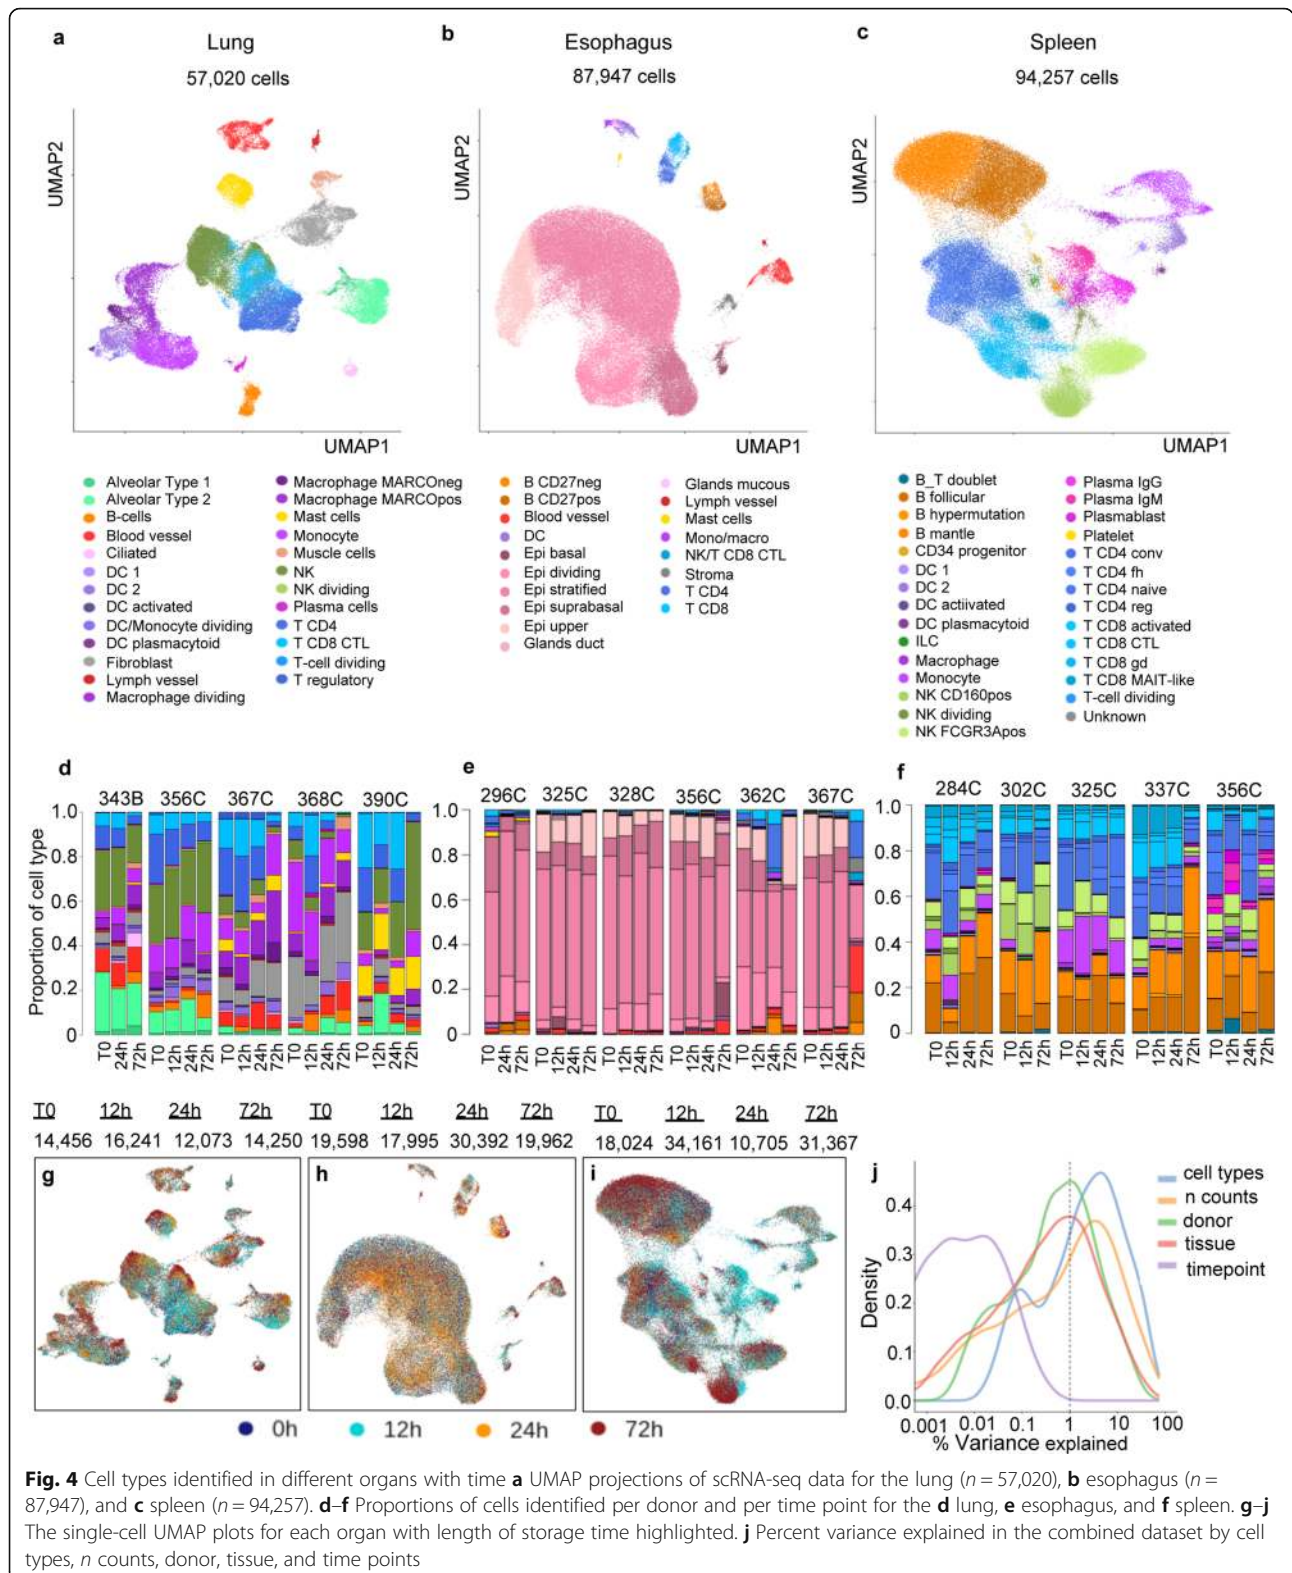 a
Lung
57,020 cells
UMAP2
UMAP1
b
Esophagus
87,947 cells
UMAP2
UMAP1
c
Spleen
94,257 cells
UMAP2
UMAP1
Alveolar Type 1
Alveolar Type 2
B-cells
Blood vessel
Ciliated
DC 1
DC 2
DC activated
DC/Monocyte dividing
DC plasmacytoid
Fibroblast
Lymph vessel
Macrophage dividing
Macrophage MARCOneg
Macrophage MARCOpos
Mast cells
Monocyte
Muscle cells
NK
NK dividing
Plasma cells
T CD4
T CD8 CTL
T-cell dividing
T regulatory
B CD27neg
B CD27pos
Blood vessel
DC
Epi basal
Epi dividing
Epi stratified
Epi suprabasal
Epi upper
Glands duct
Glands mucous
Lymph vessel
Mast cells
Mono/macro
NK/T CD8 CTL
Stroma
T CD4
T CD8
B_T doublet
B follicular
B hypermutation
B mantle
CD34 progenitor
DC 1
DC 2
DC actiivated
DC plasmacytoid
ILC
Macrophage
Monocyte
NK CD160pos
NK dividing
NK FCGR3Apos
Plasma IgG
Plasma IgM
Plasmablast
Platelet
T CD4 conv
T CD4 fh
T CD4 naive
T CD4 reg
T CD8 activated
T CD8 CTL
T CD8 gd
T CD8 MAIT-like
T-cell dividing
Unknown
d
343B 356C 367C 368C 390C
Proportion of cell type
1.0
0.8
0.6
0.4
0.2
0
T0 24h 72h T0 12h 24h 72h T0 12h 24h 72h T0 12h 24h 72h T0 12h 24h 72h
e
296C 325C 328C 356C 362C 367C
1.0
0.8
0.6
0.4
0.2
0
T0 24h 72h T0 12h 24h 72h T0 12h 24h 72h T0 12h 24h 72h T0 12h 24h 72h T0 12h 24h 72h
f
284C 302C 325C 337C 356C
1.0
0.8
0.6
0.4
0.2
0
T0 12h 24h 72h T0 12h 72h T0 12h 24h 72h T0 12h 24h 72h T0 12h 24h 72h
T0 12h 24h 72h
14,456 16,241 12,073 14,250
T0 12h 24h 72h
19,598 17,995 30,392 19,962
T0 12h 24h 72h
18,024 34,161 10,705 31,367
g
h
i
0h 12h 24h 72h
j
cell types
n counts
donor
tissue
timepoint
Density
0.4
0.3
0.2
0.1
0.0
0.001 0.01 0.1 1 10 100
% Variance explained
Fig. 4 Cell types identified in different organs with time a UMAP projections of scRNA-seq data for the lung (n = 57,020), b esophagus (n =
87,947), and c spleen (n = 94,257). d–f Proportions of cells identified per donor and per time point for the d lung, e esophagus, and f spleen. g–j
The single-cell UMAP plots for each organ with length of storage time highlighted. j Percent variance explained in the combined dataset by cell
types, n counts, donor, tissue, and time points